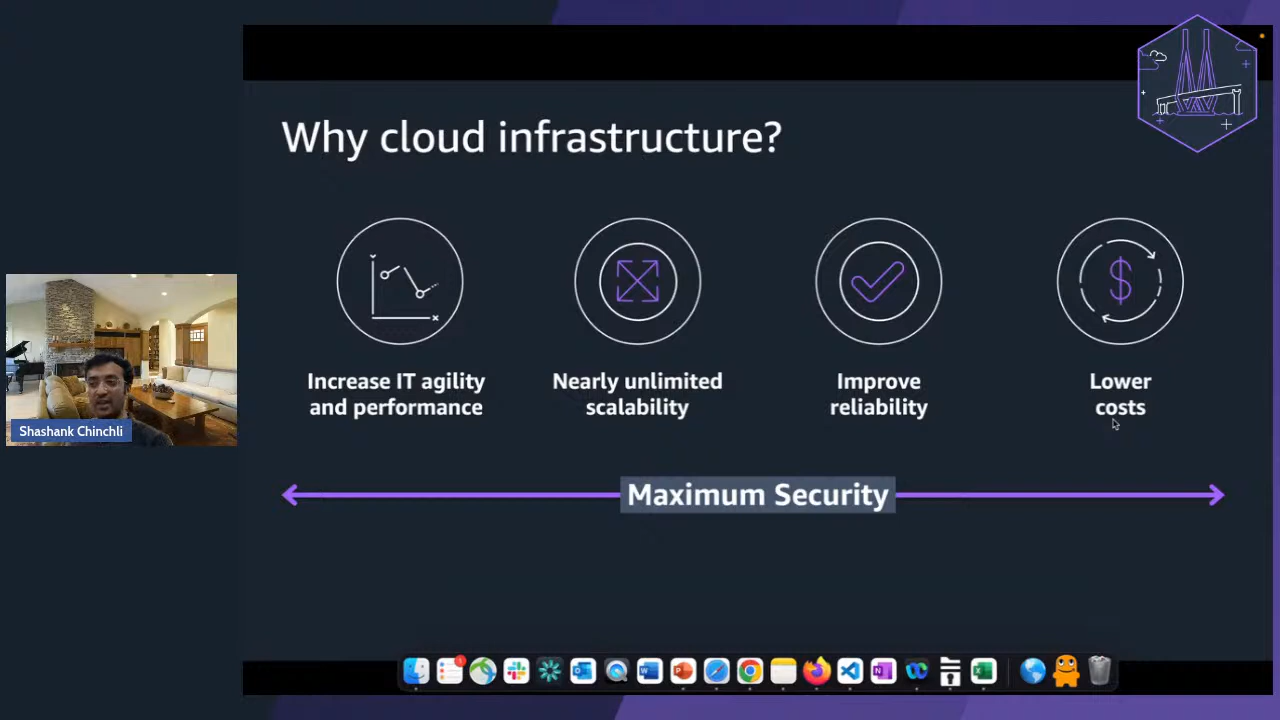 Why cloud infrastructure?
Increase IT agility
and performance
Nearly unlimited
scalability
Improve
reliability
Lower
costs
Maximum Security
Shashank Chinchli